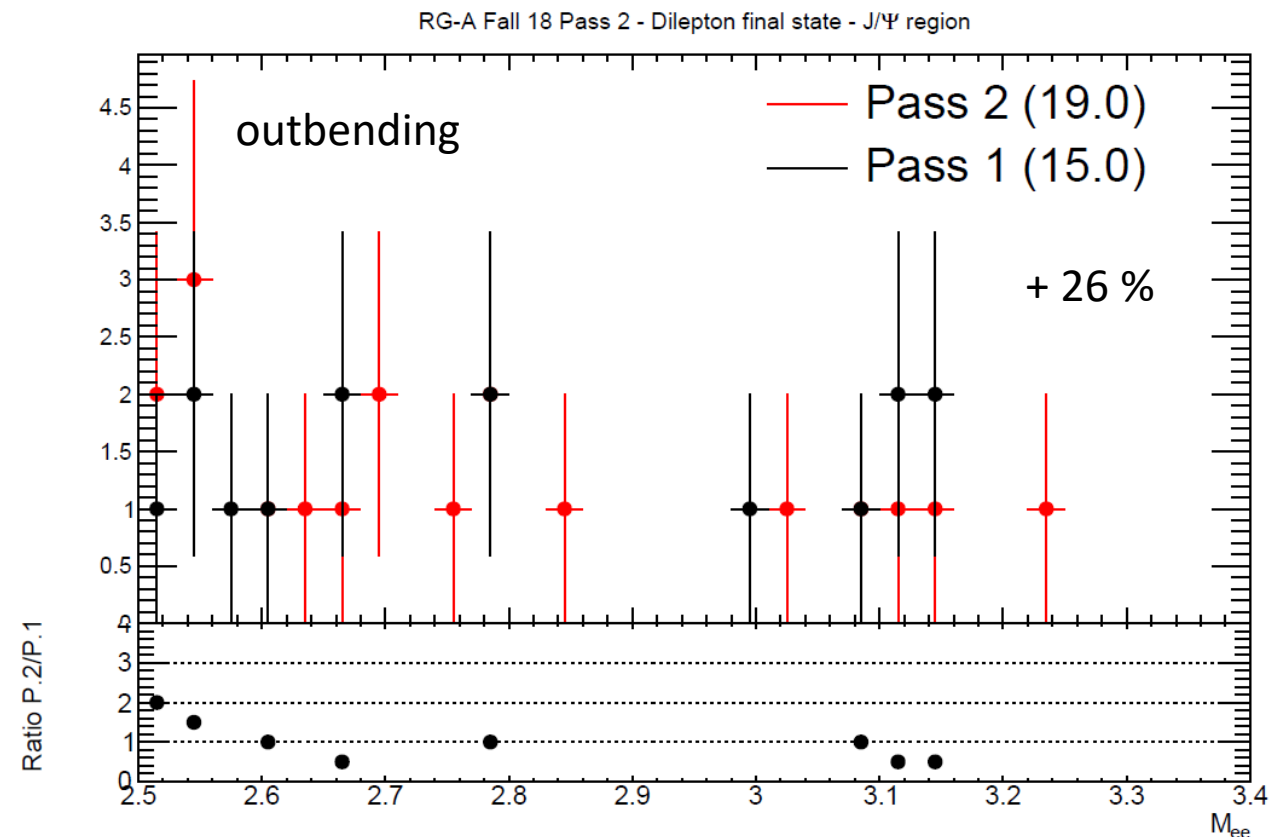 RG-A Fall 18 Pass 2 - Dilepton final state - J/Ψ region
outbending
Pass 2 (19.0)
Pass 1 (15.0)
+ 26 %
4.5
4
3.5
3
2.5
2
1.5
1
0.5
0
Ratio P.2/P.1
4
3
2
1
0
2.5 2.6 2.7 2.8 2.9 3 3.1 3.2 3.3 3.4
M_ee